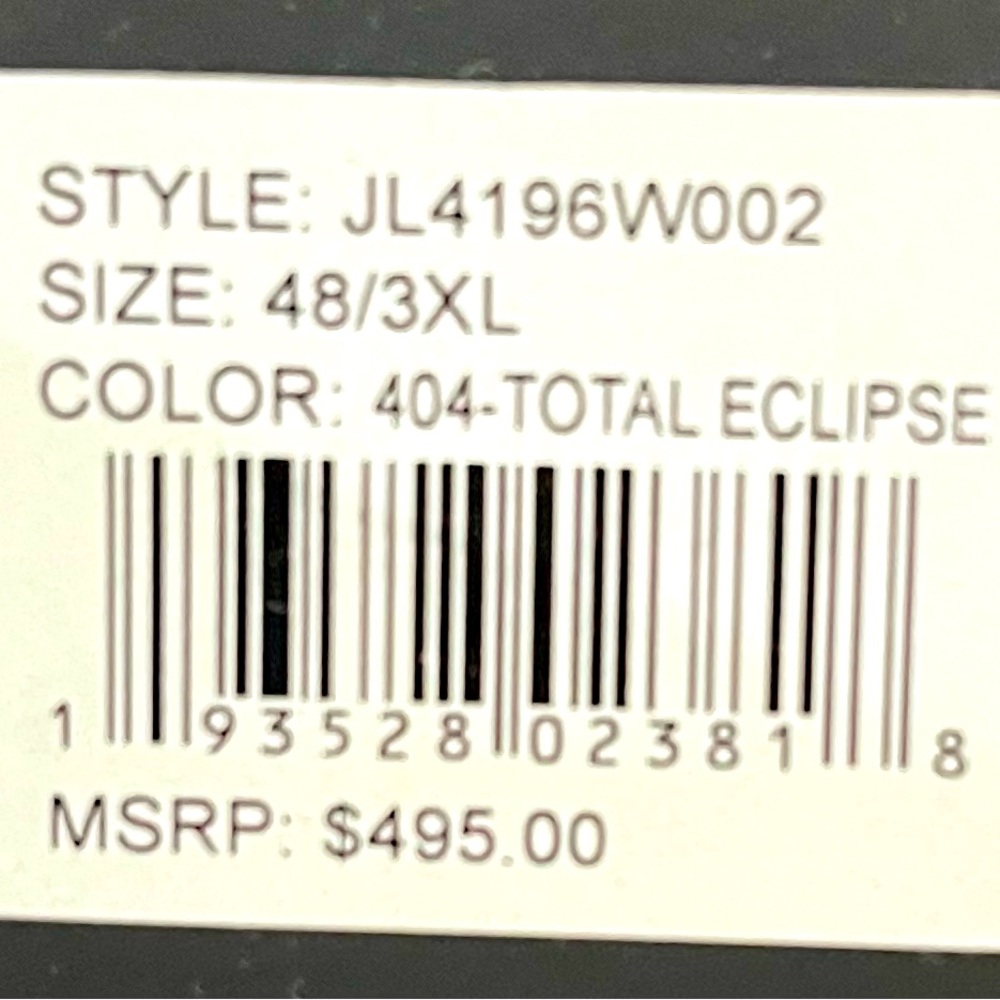 STYLE: JL4196W002
SIZE: 48/3XL
COLOR: 404-TOTAL ECLIPSE
1 93528 02381 8
MSRP: $495.00